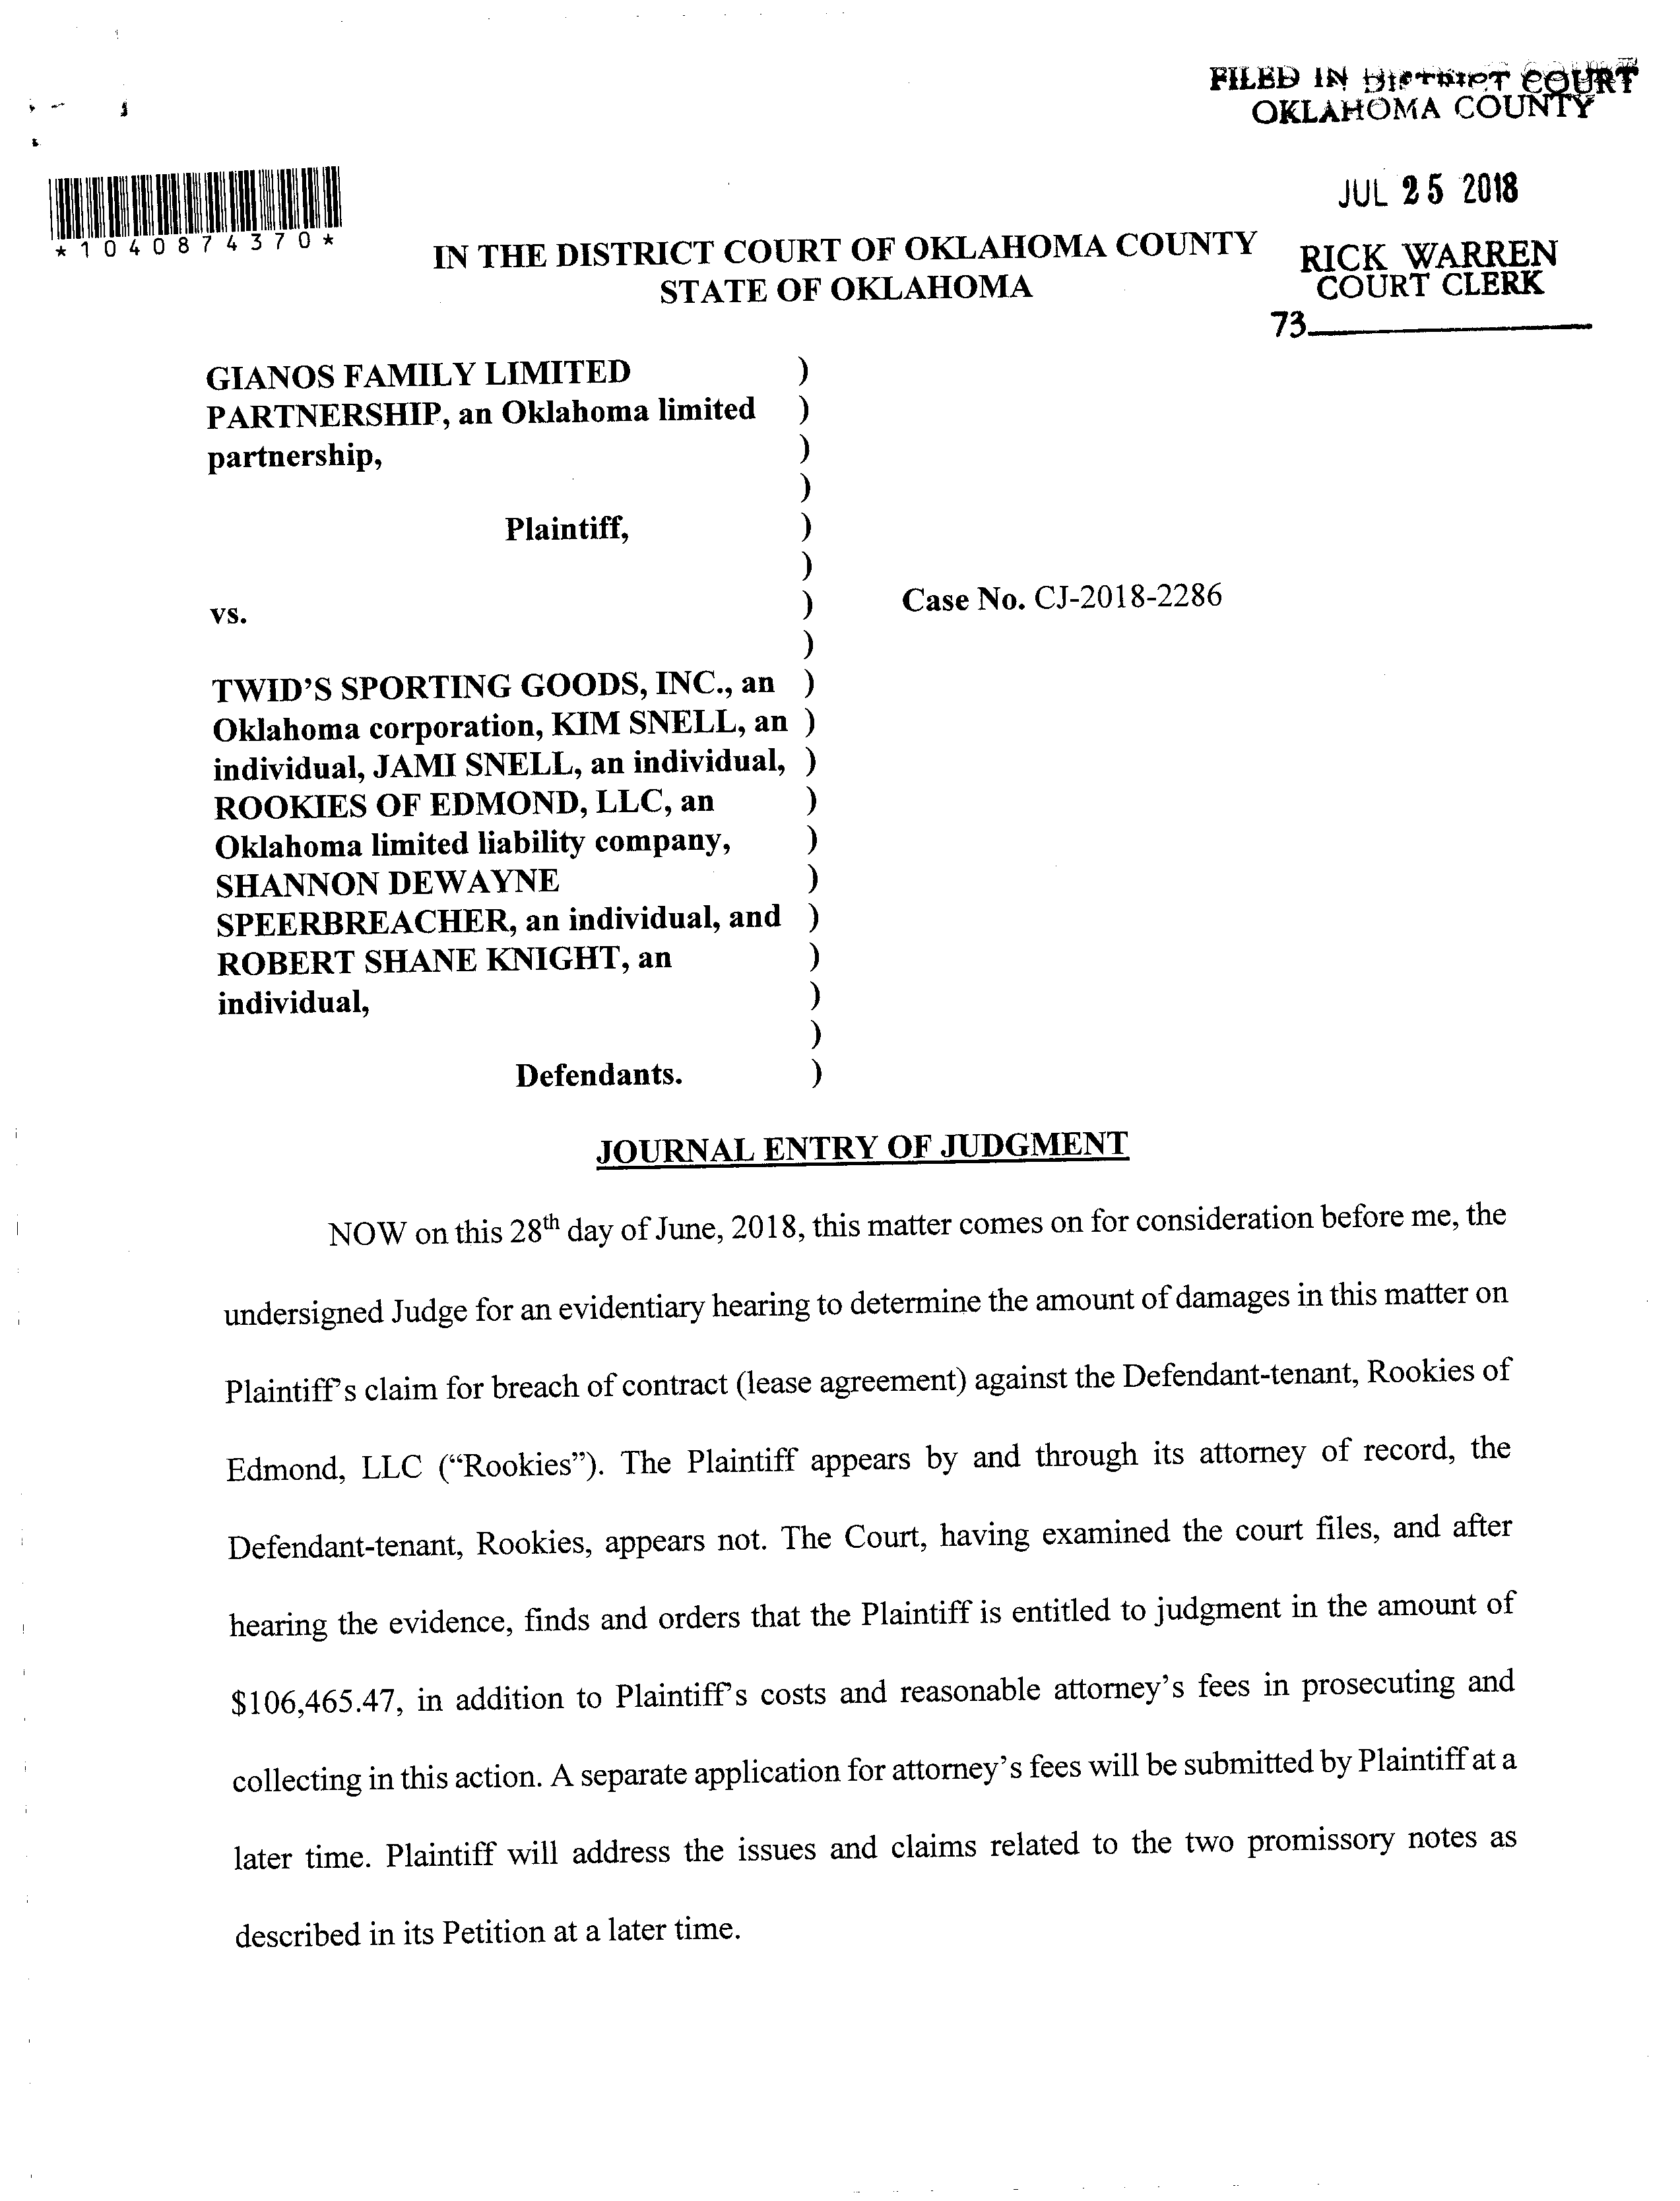 FILED IN DISTRICT COURT
OKLAHOMA COUNTY
JUL 25 2018
RICK WARREN
COURT CLERK
73
*1040874370*
IN THE DISTRICT COURT OF OKLAHOMA COUNTY
STATE OF OKLAHOMA
GIANOS FAMILY LIMITED )
PARTNERSHIP, an Oklahoma limited )
partnership, )
)
Plaintiff, )
)
vs. ) Case No. CJ-2018-2286
)
TWID'S SPORTING GOODS, INC., an )
Oklahoma corporation, KIM SNELL, an )
individual, JAMI SNELL, an individual, )
ROOKIES OF EDMOND, LLC, an )
Oklahoma limited liability company, )
SHANNON DEWAYNE )
SPEERBREACHER, an individual, and )
ROBERT SHANE KNIGHT, an )
individual, )
)
Defendants. )
JOURNAL ENTRY OF JUDGMENT
NOW on this 28th day of June, 2018, this matter comes on for consideration before me, the
undersigned Judge for an evidentiary hearing to determine the amount of damages in this matter on
Plaintiff's claim for breach of contract (lease agreement) against the Defendant-tenant, Rookies of
Edmond, LLC ("Rookies"). The Plaintiff appears by and through its attorney of record, the
Defendant-tenant, Rookies, appears not. The Court, having examined the court files, and after
hearing the evidence, finds and orders that the Plaintiff is entitled to judgment in the amount of
$106,465.47, in addition to Plaintiff's costs and reasonable attorney's fees in prosecuting and
collecting in this action. A separate application for attorney's fees will be submitted by Plaintiff at a
later time. Plaintiff will address the issues and claims related to the two promissory notes as
described in its Petition at a later time.